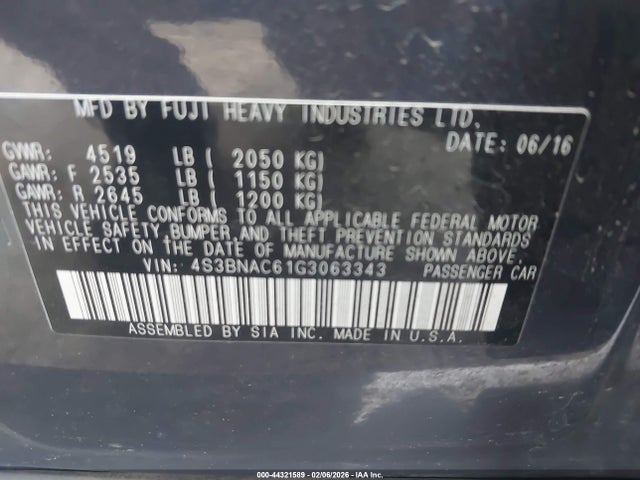 MFD BY FUJI HEAVY INDUSTRIES LTD.
DATE: 06/16
GVWR: 4519 LB ( 2050 KG)
GAWR: F 2535 LB ( 1150 KG)
GAWR: R 2645 LB ( 1200 KG)
THIS VEHICLE CONFORMS TO ALL APPLICABLE FEDERAL MOTOR
VEHICLE SAFETY, BUMPER AND THEFT PREVENTION STANDARDS
IN EFFECT ON THE DATE OF MANUFACTURE SHOWN ABOVE.
VIN: 4S3BNAC61G3063343 PASSENGER CAR
ASSEMBLED BY SIA INC. MADE IN U.S.A.
000-44321589 - 02/06/2026 - IAA Inc.